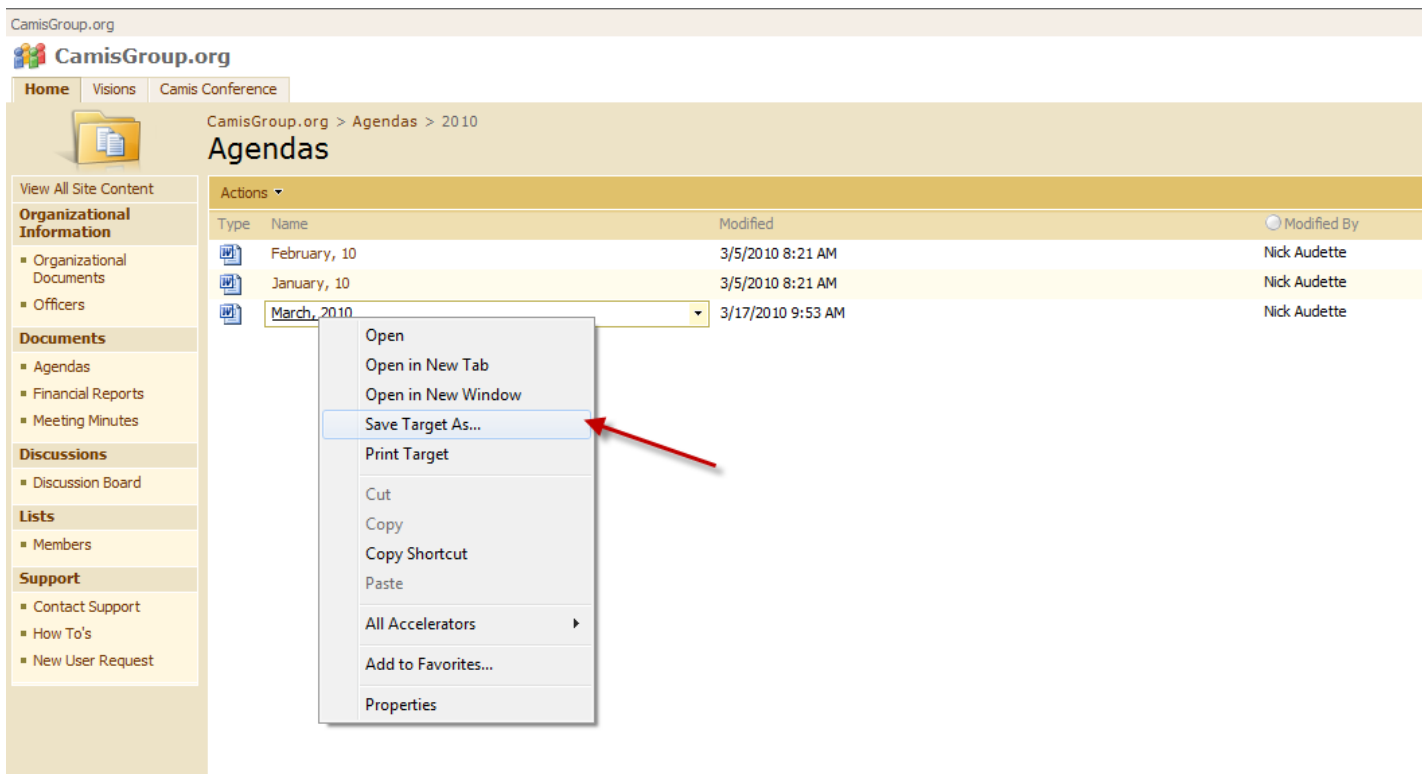 CamisGroup.org
CamisGroup.org
Home Visions Camis Conference
CamisGroup.org > Agendas > 2010
Agendas
View All Site Content
Organizational
Information
Organizational
Documents
Officers
Documents
Agendas
Financial Reports
Meeting Minutes
Discussions
Discussion Board
Lists
Members
Support
Contact Support
How To's
New User Request
Actions
Type Name Modified Modified By
February, 10 3/5/2010 8:21 AM Nick Audette
January, 10 3/5/2010 8:21 AM Nick Audette
March, 2010 3/17/2010 9:53 AM Nick Audette
Open
Open in New Tab
Open in New Window
Save Target As...
Print Target
Cut
Copy
Copy Shortcut
Paste
All Accelerators
Add to Favorites...
Properties